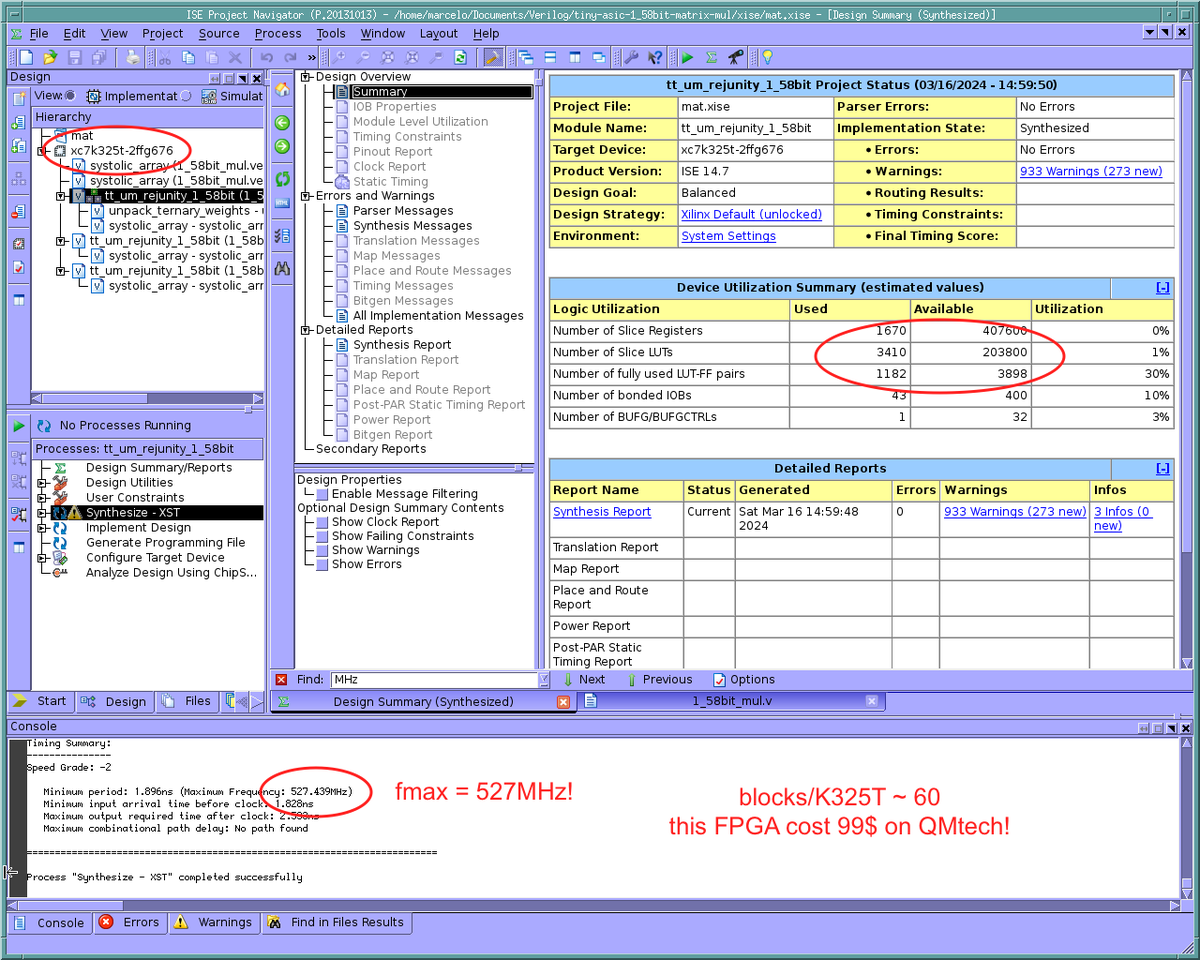 ISE Project Navigator (P.20131013) - /home/marcelo/Documents/Verilog/tiny-asic-1_58bit-matrix-mul/xise/mat.xise - [Design Summary (Synthesized)]
File Edit View Project Source Process Tools Window Layout Help
Design
View: Implementat Simulat
Hierarchy
mat
xc7k325t-2ffg676
systolic_array (1_58bit_mul.ve
systolic_array (1_58bit_mul.ve
tt_um_rejunity_1_58bit (1_5
unpack_ternary_weights -
systolic_array - systolic_arr
tt_um_rejunity_1_58bit (1_58b
systolic_array - systolic_arr
tt_um_rejunity_1_58bit (1_58b
systolic_array - systolic_arr
No Processes Running
Processes: tt_um_rejunity_1_58bit
Design Summary/Reports
Design Utilities
User Constraints
Synthesize - XST
Implement Design
Generate Programming File
Configure Target Device
Analyze Design Using ChipS...
Start Design Files
Design Overview
Summary
IOB Properties
Module Level Utilization
Timing Constraints
Pinout Report
Clock Report
Static Timing
Errors and Warnings
Parser Messages
Synthesis Messages
Translation Messages
Map Messages
Place and Route Messages
Timing Messages
Bitgen Messages
All Implementation Messages
Detailed Reports
Synthesis Report
Translation Report
Map Report
Place and Route Report
Post-PAR Static Timing Report
Power Report
Bitgen Report
Secondary Reports
Design Properties
Enable Message Filtering
Optional Design Summary Contents
Show Clock Report
Show Failing Constraints
Show Warnings
Show Errors
tt_um_rejunity_1_58bit Project Status (03/16/2024 - 14:59:50)
Project File: mat.xise Parser Errors: No Errors
Module Name: tt_um_rejunity_1_58bit Implementation State: Synthesized
Target Device: xc7k325t-2ffg676 • Errors: No Errors
Product Version: ISE 14.7 • Warnings: 933 Warnings (273 new)
Design Goal: Balanced • Routing Results:
Design Strategy: Xilinx Default (unlocked) • Timing Constraints:
Environment: System Settings • Final Timing Score:
Device Utilization Summary (estimated values) [-]
Logic Utilization Used Available Utilization
Number of Slice Registers 1670 407600 0%
Number of Slice LUTs 3410 203800 1%
Number of fully used LUT-FF pairs 1182 3898 30%
Number of bonded IOBs 43 400 10%
Number of BUFG/BUFGCTRLs 1 32 3%
Detailed Reports [-]
Report Name Status Generated Errors Warnings Infos
Synthesis Report Current Sat Mar 16 14:59:48 0 933 Warnings (273 new) 3 Infos (0
2024 new)
Translation Report
Map Report
Place and Route
Report
Power Report
Post-PAR Static
Timing Report
Find: MHz Next Previous Options
Design Summary (Synthesized) 1_58bit_mul.v
Console
Timing Summary:
---------------
Speed Grade: -2
Minimum period: 1.896ns (Maximum Frequency: 527.439MHz)
Minimum input arrival time before clock: 1.828ns
Maximum output required time after clock:
Maximum combinational path delay: No path found
Process "Synthesize - XST" completed successfully
fmax = 527MHz!
blocks/K325T ~ 60
this FPGA cost 99$ on QMtech!
Console Errors Warnings Find in Files Results